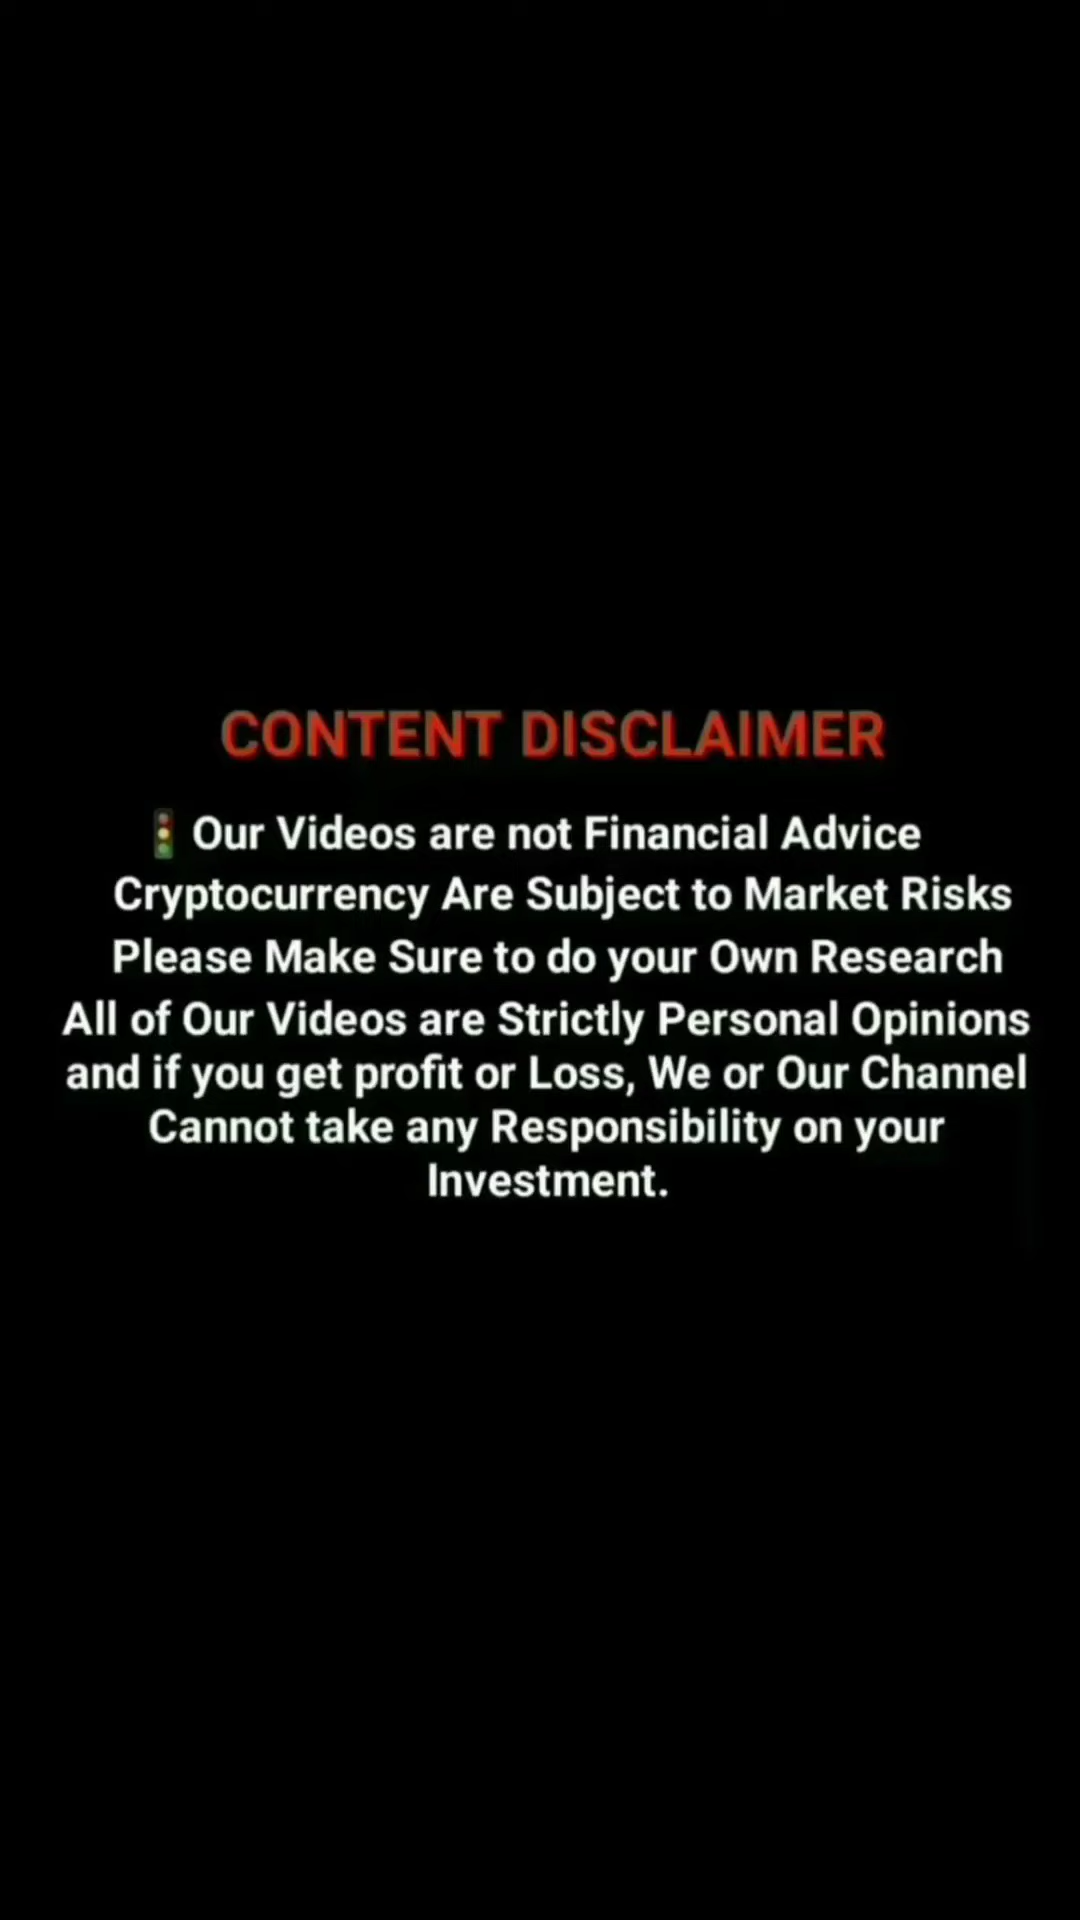 CONTENT DISCLAIMER
🚦 Our Videos are not Financial Advice
Cryptocurrency Are Subject to Market Risks
Please Make Sure to do your Own Research
All of Our Videos are Strictly Personal Opinions
and if you get profit or Loss, We or Our Channel
Cannot take any Responsibility on your
Investment.